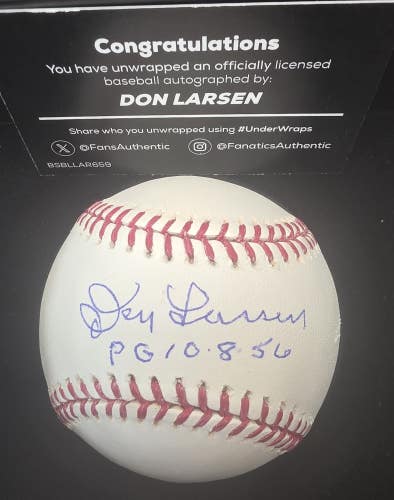 Congratulations
You have unwrapped an officially licensed
baseball autographed by:
DON LARSEN
Share who you unwrapped using #UnderWraps
@FansAuthentic @FanaticsAuthentic
BSBLLAR659
Don Larsen
PG 10·8·56